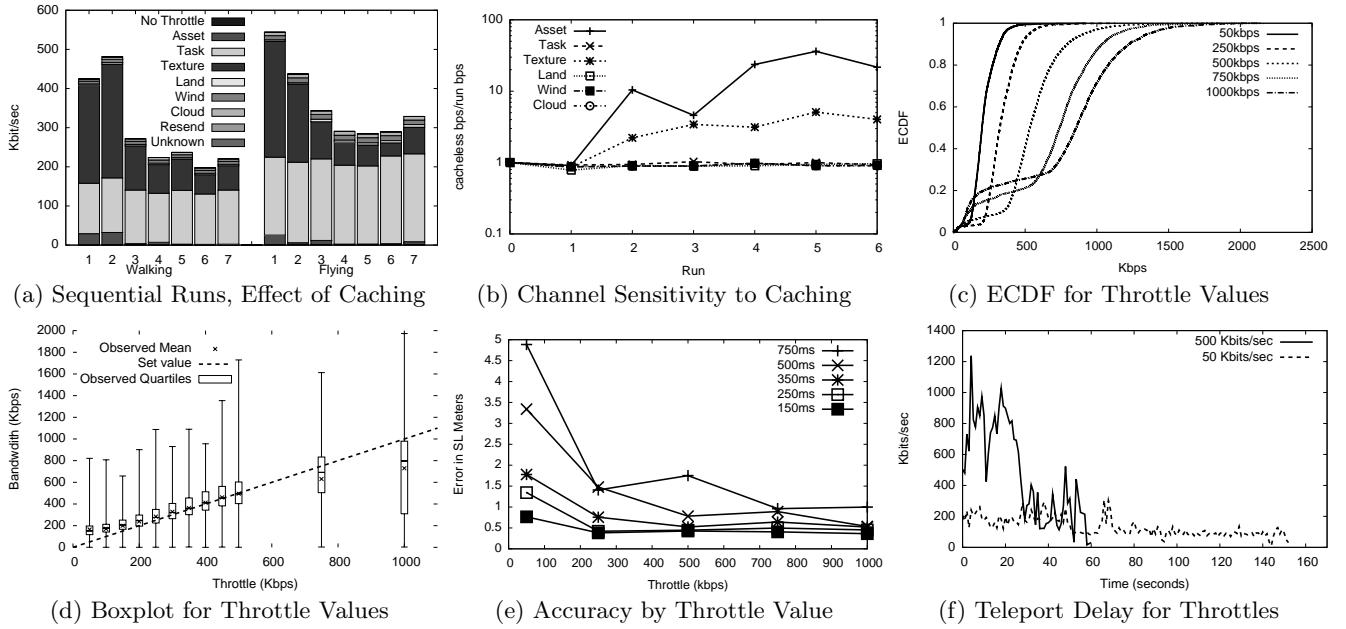 600
500
400
300
200
100
0
Kbit/sec
No Throttle
Asset
Task
Texture
Land
Wind
Cloud
Resend
Unknown
1 2 3 4 5 6 7 1 2 3 4 5 6 7
Walking Flying
(a) Sequential Runs, Effect of Caching
100
10
1
0.1
cacheless bps/run bps
Asset
Task
Texture
Land
Wind
Cloud
0 1 2 3 4 5 6
Run
(b) Channel Sensitivity to Caching
1
0.8
0.6
0.4
0.2
0
ECDF
50kbps
250kbps
500kbps
750kbps
1000kbps
0 500 1000 1500 2000 2500
Kbps
(c) ECDF for Throttle Values
2000
1800
1600
1400
1200
1000
800
600
400
200
0
Bandwdith (Kbps)
Observed Mean
Set value
Observed Quartiles
0 200 400 600 800 1000
Throttle (Kbps)
(d) Boxplot for Throttle Values
5
4.5
4
3.5
3
2.5
2
1.5
1
0.5
0
Error in SL Meters
750ms
500ms
350ms
250ms
150ms
0 100 200 300 400 500 600 700 800 900 1000
Throttle (kbps)
(e) Accuracy by Throttle Value
1400
1200
1000
800
600
400
200
0
Kbits/sec
500 Kbits/sec
50 Kbits/sec
0 20 40 60 80 100 120 140 160
Time (seconds)
(f) Teleport Delay for Throttles